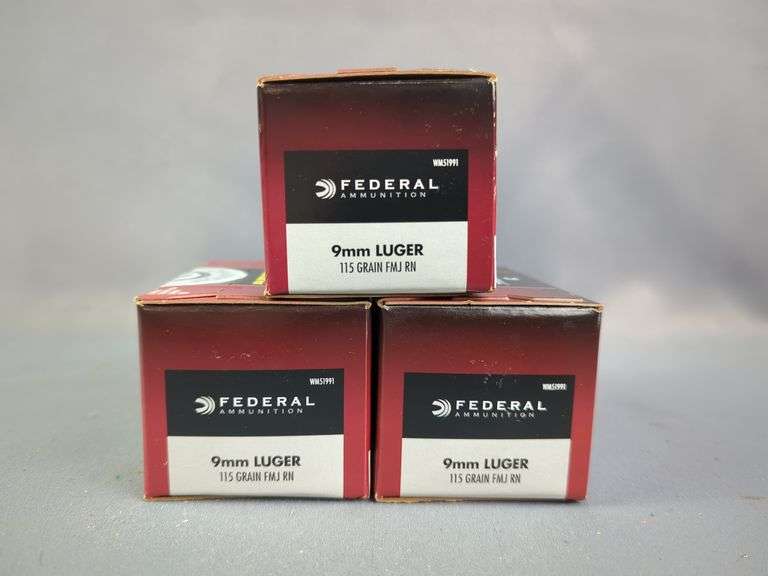 WM51991
FEDERAL
AMMUNITION
9mm LUGER
115 GRAIN FMJ RN
WM51991
FEDERAL
AMMUNITION
9mm LUGER
115 GRAIN FMJ RN
WM51991
FEDERAL
AMMUNITION
9mm LUGER
115 GRAIN FMJ RN